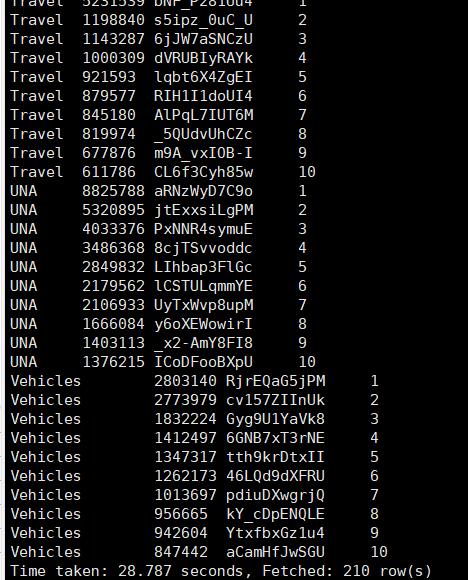 Travel 5231539 bNF_P281Uu4 1
Travel 1198840 s5ipz_0uC_U 2
Travel 1143287 6jJW7aSNCzU 3
Travel 1000309 dVRUBIyRAYk 4
Travel 921593 lqbt6X4ZgEI 5
Travel 879577 RIH1I1doUI4 6
Travel 845180 AlPqL7IUT6M 7
Travel 819974 _5QUdvUhCZc 8
Travel 677876 m9A_vxIOB-I 9
Travel 611786 CL6f3Cyh85w 10
UNA 8825788 aRNzWyD7C9o 1
UNA 5320895 jtExxsiLgPM 2
UNA 4033376 PxNNR4symuE 3
UNA 3486368 8cjTSvvoddc 4
UNA 2849832 LIhbap3FlGc 5
UNA 2179562 lCSTULqmmYE 6
UNA 2106933 UyTxWvp8upM 7
UNA 1666084 y6oXEWowirI 8
UNA 1403113 _x2-AmY8FI8 9
UNA 1376215 ICoDFooBXpU 10
Vehicles 2803140 RjrEQaG5jPM 1
Vehicles 2773979 cv157ZIInUk 2
Vehicles 1832224 Gyg9U1YaVk8 3
Vehicles 1412497 6GNB7xT3rNE 4
Vehicles 1347317 tth9krDtxII 5
Vehicles 1262173 46LQd9dXFRU 6
Vehicles 1013697 pdiuDXwgrjQ 7
Vehicles 956665 kY_cDpENQLE 8
Vehicles 942604 YtxfbxGz1u4 9
Vehicles 847442 aCamHfJwSGU 10
Time taken: 28.787 seconds, Fetched: 210 row(s)